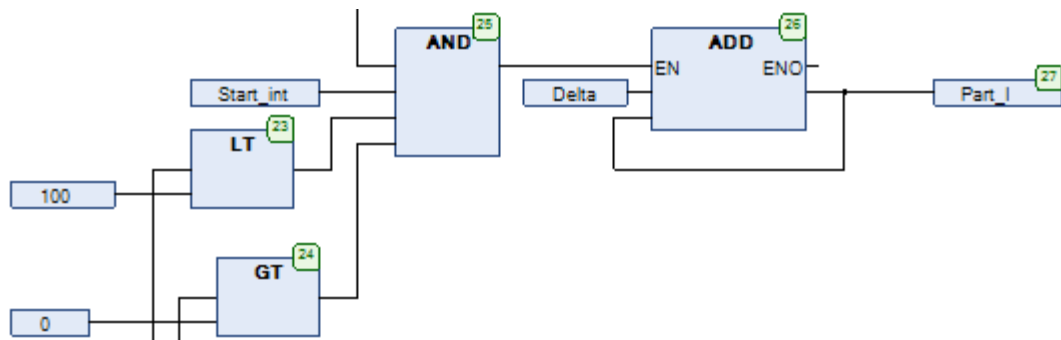 25
AND
26
ADD
EN
ENO
27
Start_int
Delta
Part_I
23
LT
100
24
GT
0